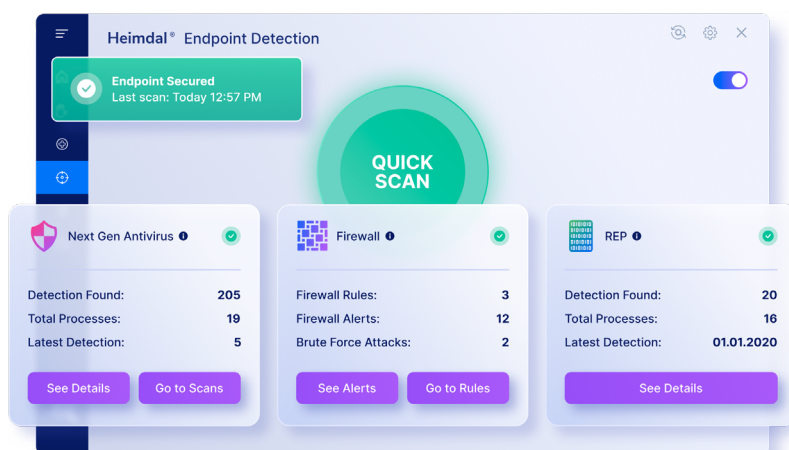 Heimdal® Endpoint Detection
Endpoint Secured
Last scan: Today 12:57 PM
QUICK
SCAN
Next Gen Antivirus
Detection Found: 205
Total Processes: 19
Latest Detection: 5
See Details Go to Scans
Firewall
Firewall Rules: 3
Firewall Alerts: 12
Brute Force Attacks: 2
See Alerts Go to Rules
REP
Detection Found: 20
Total Processes: 16
Latest Detection: 01.01.2020
See Details